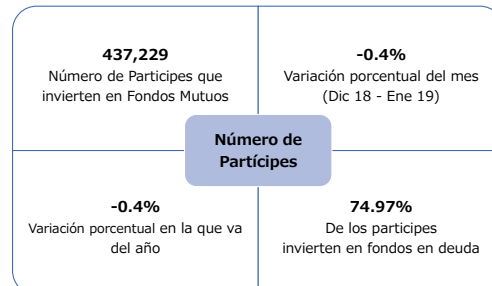 437,229
Número de Participes que
invierten en Fondos Mutuos
-0.4%
Variación porcentual del mes
(Dic 18 - Ene 19)
Número de
Partícipes
-0.4%
Variación porcentual en la que va
del año
74.97%
De los participes
invierten en fondos en deuda